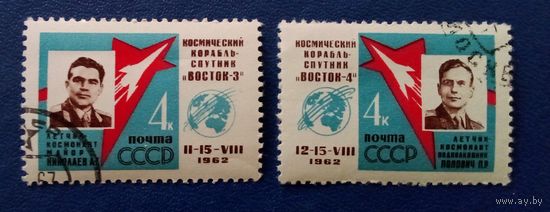 КОСМИЧЕСКИЙ
КОРАБЛЬ-
СПУТНИК
"ВОСТОК-3"
4к
ПОЧТА
СССР
11-15-VIII
1962
ЛЕТЧИК-
КОСМОНАВТ
МАЙОР
НИКОЛАЕВ А.Г.
КОСМИЧЕСКИЙ
КОРАБЛЬ-
СПУТНИК
"ВОСТОК-4"
4к
ПОЧТА
СССР
12-15-VIII
1962
ЛЕТЧИК-
КОСМОНАВТ
ПОДПОЛКОВНИК
ПОПОВИЧ П.Р.
www.ay.by